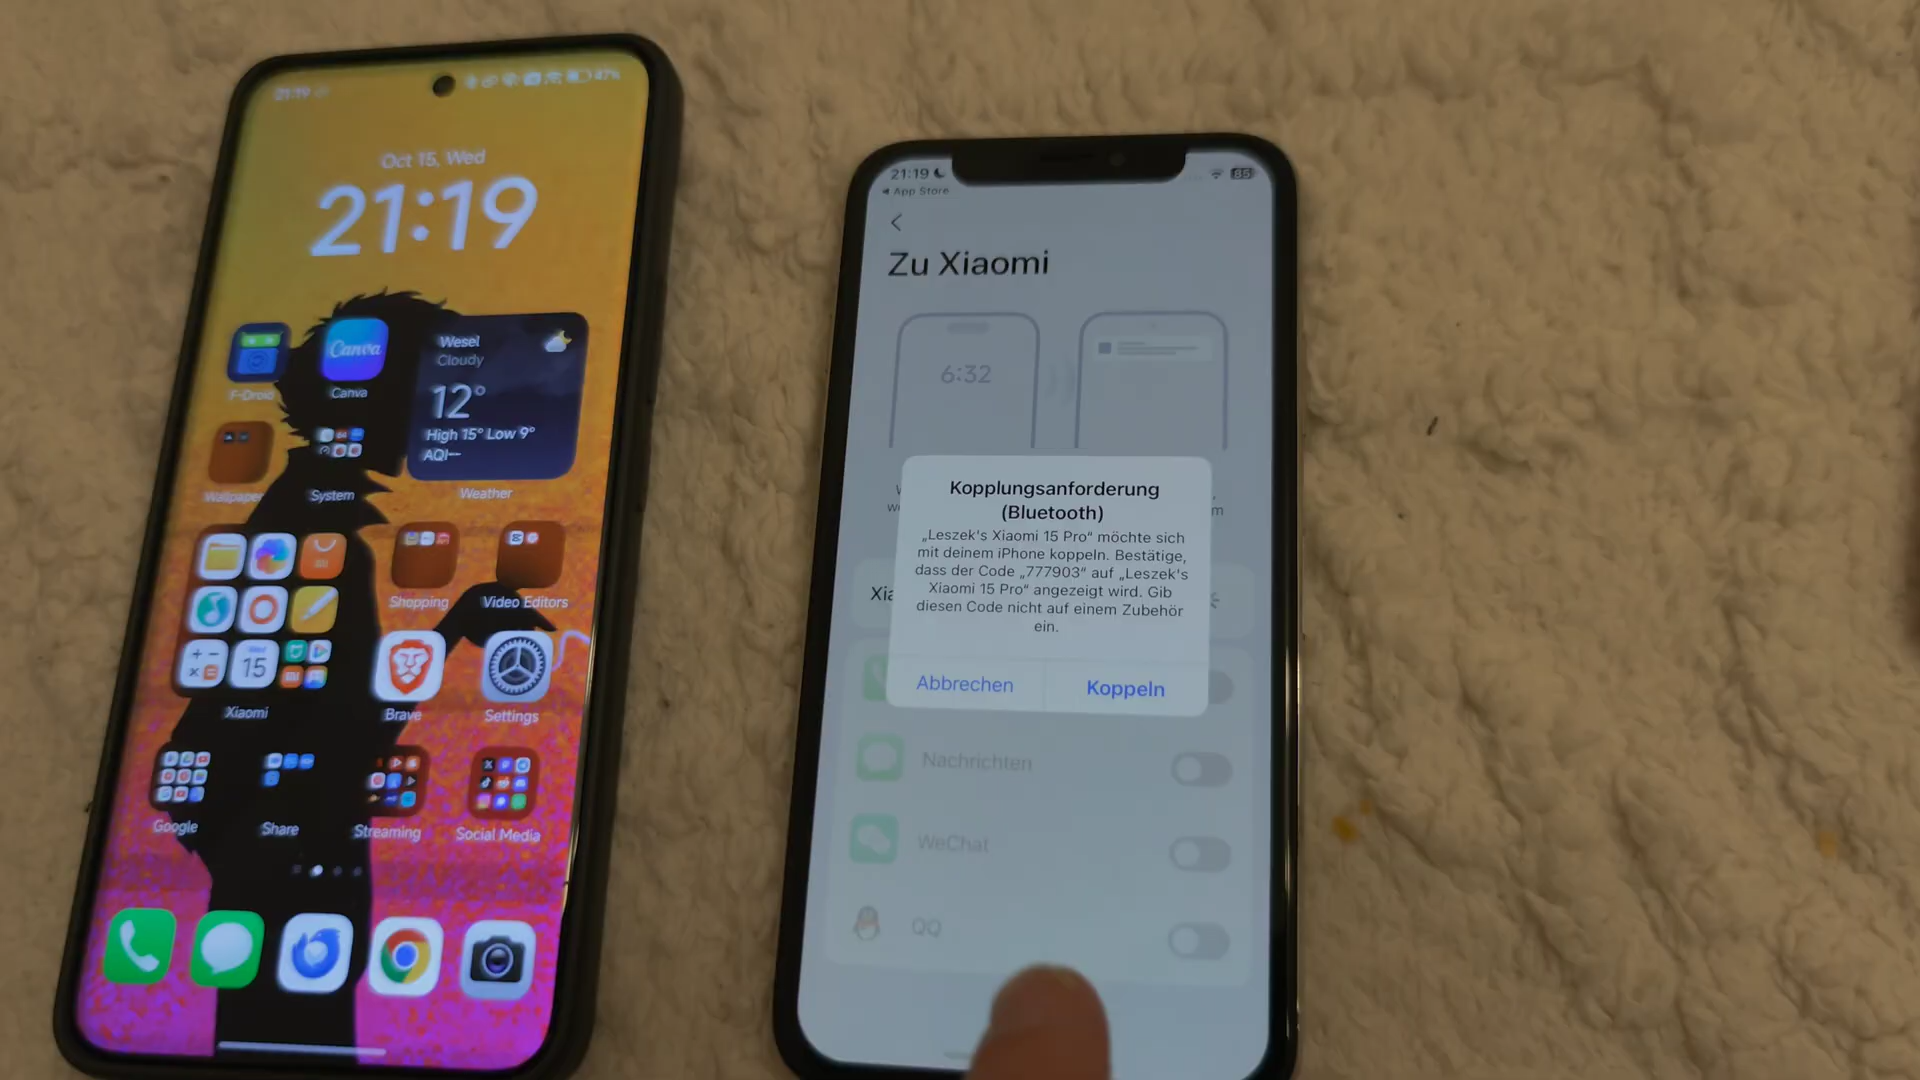 21:19
47%
Oct 15, Wed
21:19
Canva
F-Droid
Canva
Wesel
Cloudy
12°
High 15° Low 9°
AQI--
Wallpaper
System
Weather
Shopping
Video Editors
15
Xiaomi
Brave
Settings
Google
Share
Streaming
Social Media
21:19
85
◀ App Store
Zu Xiaomi
6:32
Kopplungsanforderung
(Bluetooth)
„Leszek's Xiaomi 15 Pro“ möchte sich
mit deinem iPhone koppeln. Bestätige,
dass der Code „777903“ auf „Leszek's
Xiaomi 15 Pro“ angezeigt wird. Gib
diesen Code nicht auf einem Zubehör
ein.
Abbrechen
Koppeln
Nachrichten
WeChat
QQ